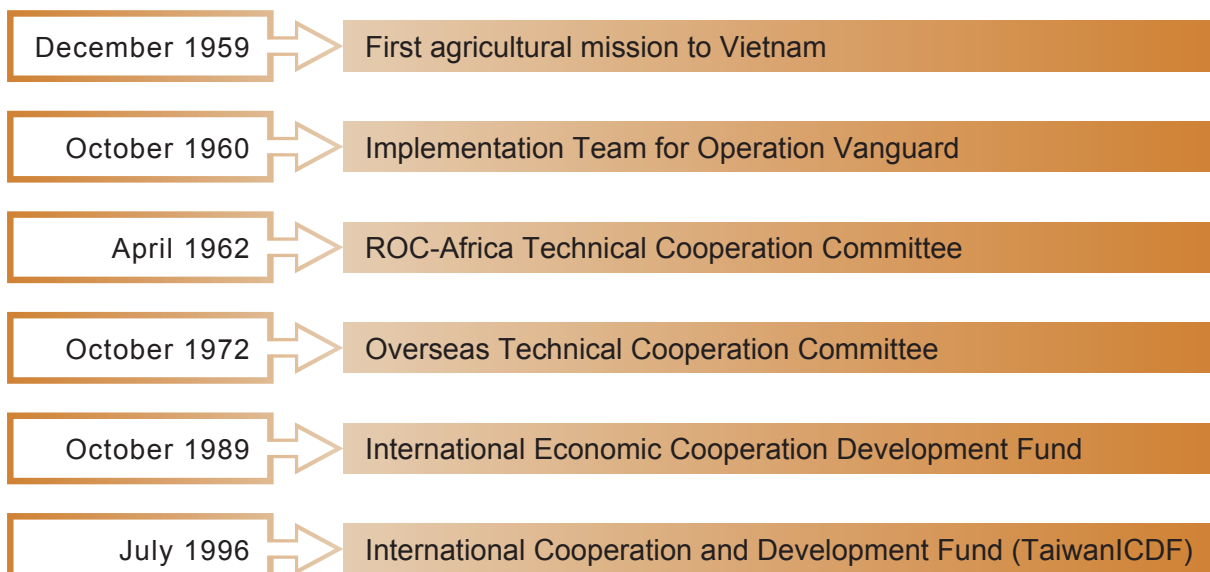 December 1959 First agricultural mission to Vietnam
October 1960 Implementation Team for Operation Vanguard
April 1962 ROC-Africa Technical Cooperation Committee
October 1972 Overseas Technical Cooperation Committee
October 1989 International Economic Cooperation Development Fund
July 1996 International Cooperation and Development Fund (TaiwanICDF)